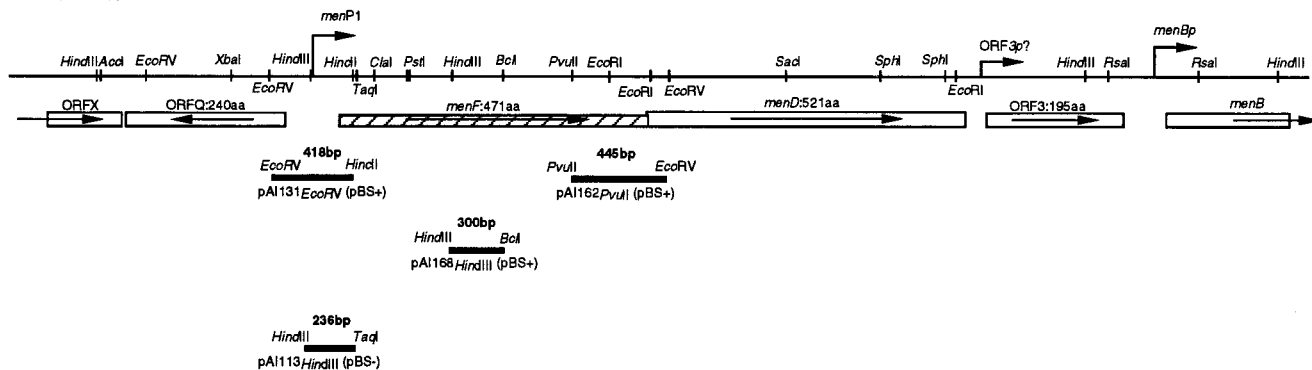 menP1
menBp
ORF3p?
HindIII AccI EcoRV XbaI HindIII HincII ClaI PstI HindIII BclI PvuII EcoRI SacI SphI SphI HindIII RsaI RsaI HindIII
EcoRV TaqI EcoRI EcoRV EcoRI
ORFX ORFQ:240aa menF:471aa menD:521aa ORF3:195aa menB
418bp 445bp
EcoRV HincII PvuII EcoRV
pAI131EcoRV (pBS+) pAI162PvuII (pBS+)
300bp
HindIII BclI
pAI168HindIII (pBS+)
236bp
HindIII TaqI
pAI113HindIII (pBS-)